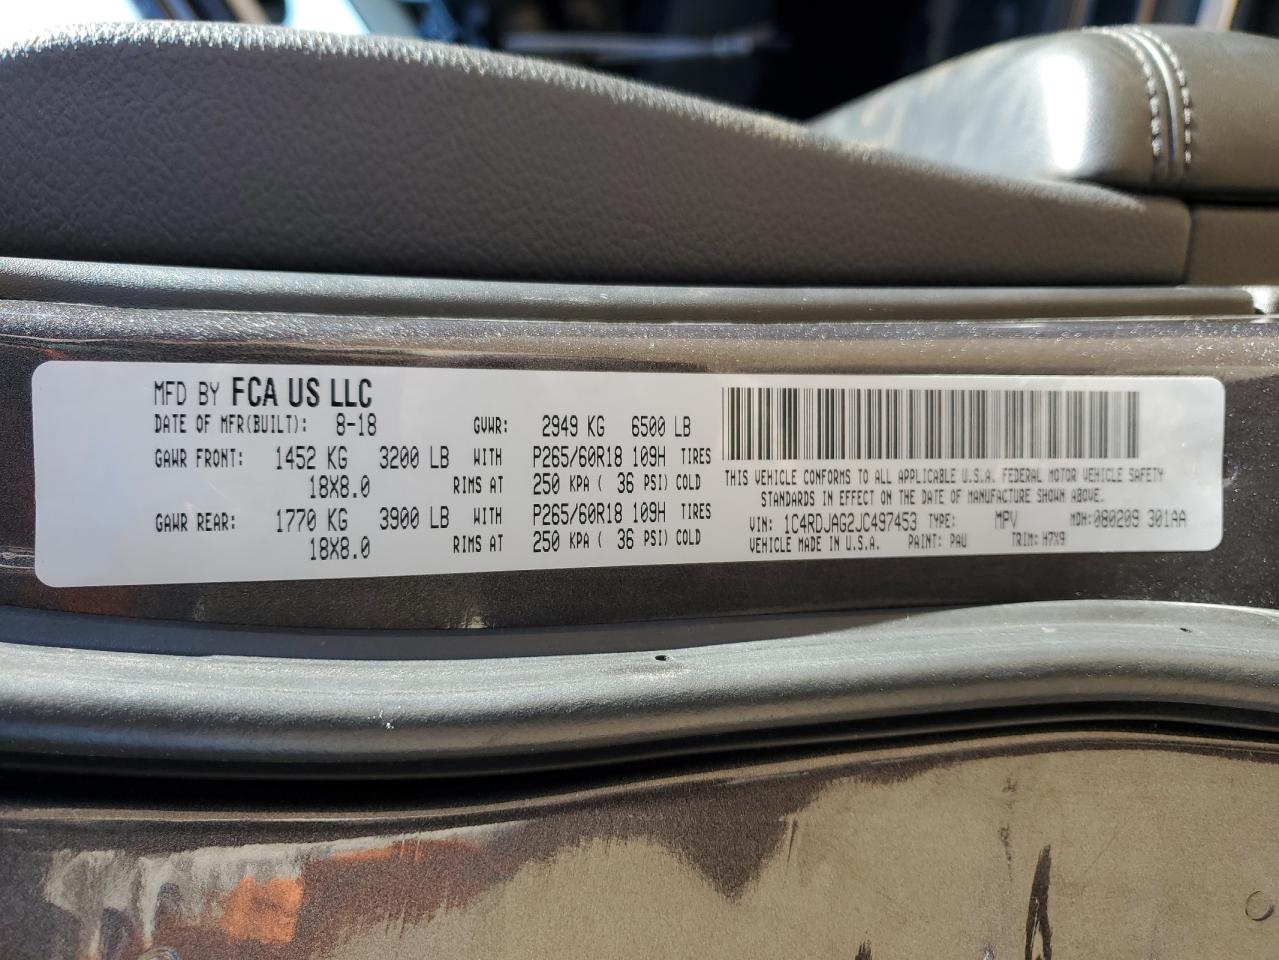 MFD BY FCA US LLC
DATE OF MFR(BUILT): 8-18 GVWR: 2949 KG 6500 LB
GAWR FRONT: 1452 KG 3200 LB WITH P265/60R18 109H TIRES
18X8.0 RIMS AT 250 KPA ( 36 PSI) COLD
GAWR REAR: 1770 KG 3900 LB WITH P265/60R18 109H TIRES
18X8.0 RIMS AT 250 KPA ( 36 PSI) COLD
THIS VEHICLE CONFORMS TO ALL APPLICABLE U.S.A. FEDERAL MOTOR VEHICLE SAFETY
STANDARDS IN EFFECT ON THE DATE OF MANUFACTURE SHOWN ABOVE.
VIN: 1C4RDJAG2JC497453 TYPE: MPV MDH: 080209 301AA
VEHICLE MADE IN U.S.A. PAINT: PAU TRIM: H7X9